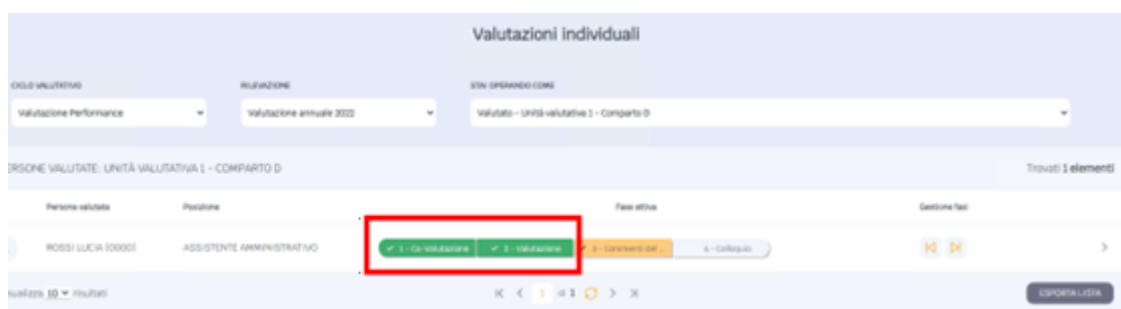 Valutazioni individuali
CICLO VALUTATIVO RILEVAZIONE STAI OPERANDO COME
Valutazione Performance Valutazione annuale 2022 Valutato - Unità valutativa 1 - Comparto D
ERSONE VALUTATE: UNITÀ VALUTATIVA 1 - COMPARTO D Trovati 1 elementi
Persona valutata Posizione Fase attiva Gestione fasi
ROSSI LUCIA (0000) ASSISTENTE AMMINISTRATIVO 1 - Co-Valutazione 2 - Valutazione 3 - Commenti del ... 4 - Colloquio
sualizza 10 risultati 1 di 1 ESPORTA LISTA